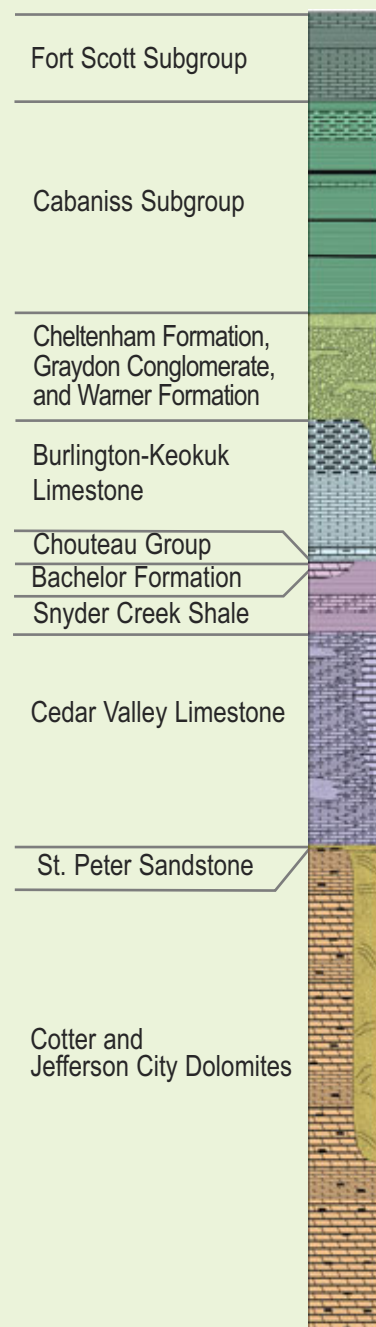 Fort Scott Subgroup
Cabaniss Subgroup
Cheltenham Formation,
Graydon Conglomerate,
and Warner Formation
Burlington-Keokuk
Limestone
Chouteau Group
Bachelor Formation
Snyder Creek Shale
Cedar Valley Limestone
St. Peter Sandstone
Cotter and
Jefferson City Dolomites